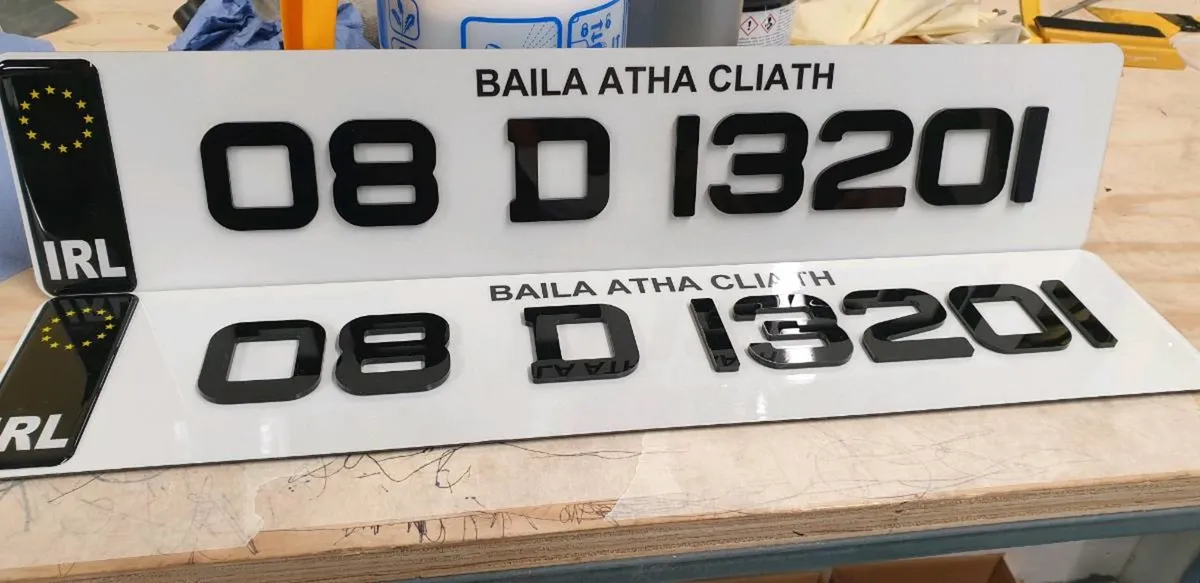 BAILA ATHA CLIATH
08 D 13201
IRL
BAILA ATHA CLIATH
08 D 13201
IRL